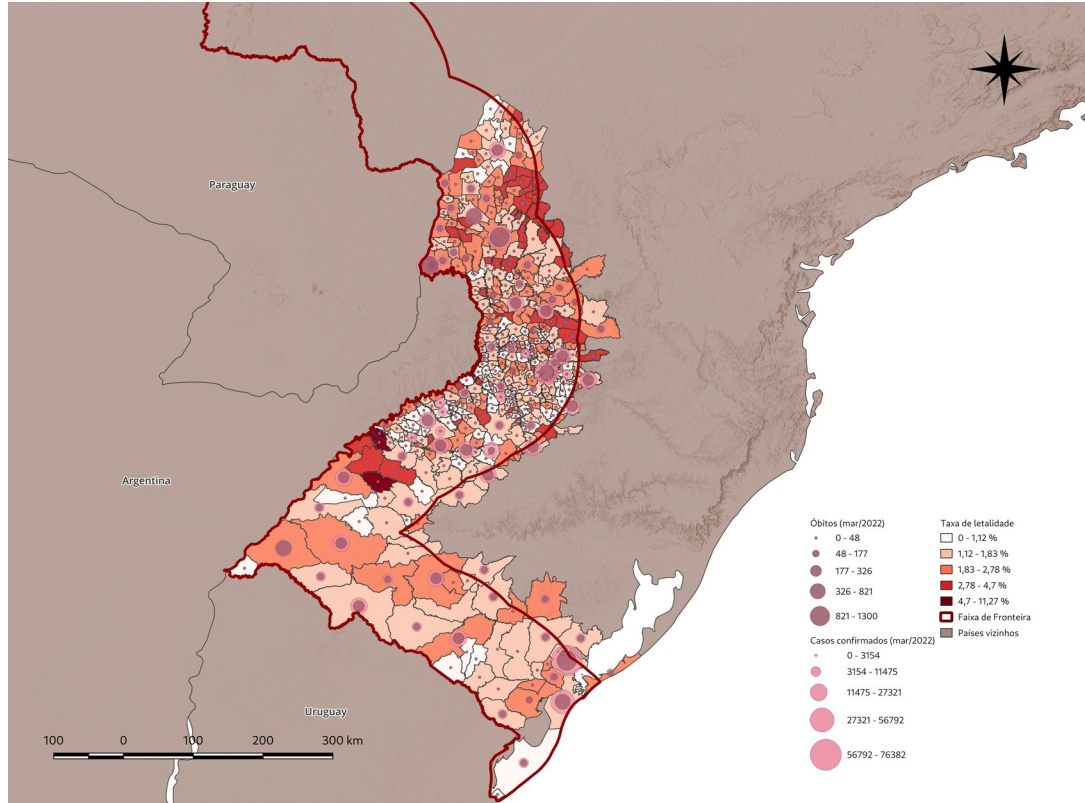 Paraguay
Argentina
Uruguay
100 0 100 200 300 km
Óbitos (mar/2022)
0 - 48
48 - 177
177 - 326
326 - 821
821 - 1300
Casos confirmados (mar/2022)
0 - 3154
3154 - 11475
11475 - 27321
27321 - 56792
56792 - 76382
Taxa de letalidade
0 - 1,12 %
1,12 - 1,83 %
1,83 - 2,78 %
2,78 - 4,7 %
4,7 - 11,27 %
Faixa de Fronteira
Países vizinhos